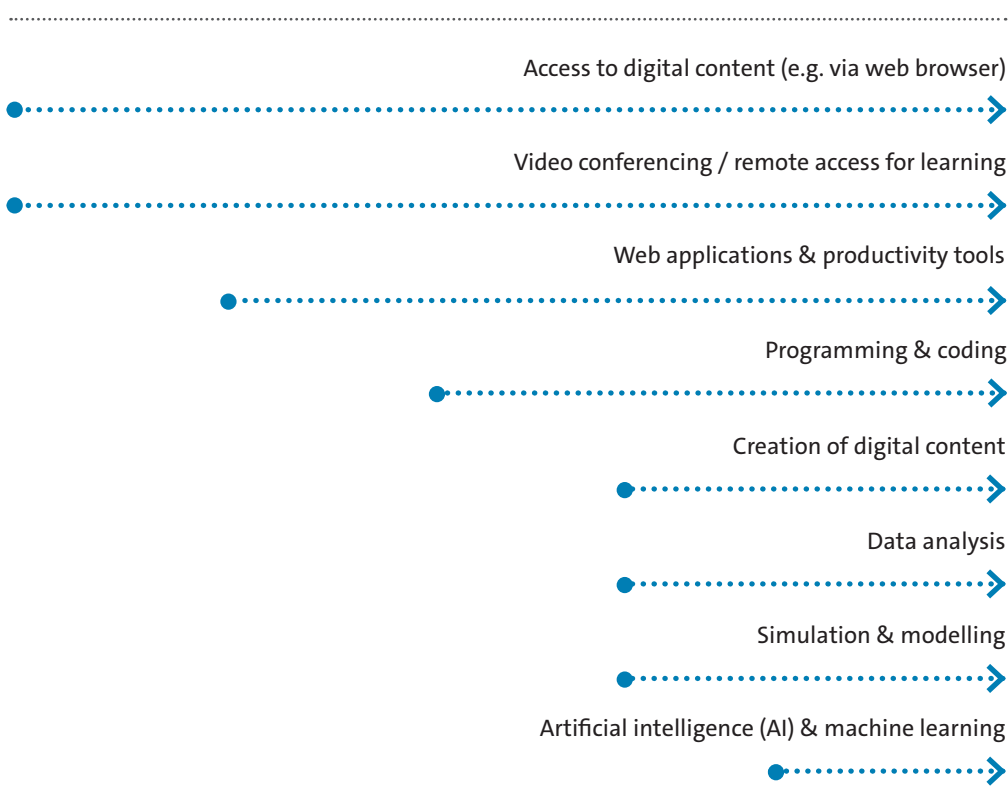 Access to digital content (e.g. via web browser)
Video conferencing / remote access for learning
Web applications & productivity tools
Programming & coding
Creation of digital content
Data analysis
Simulation & modelling
Artificial intelligence (AI) & machine learning